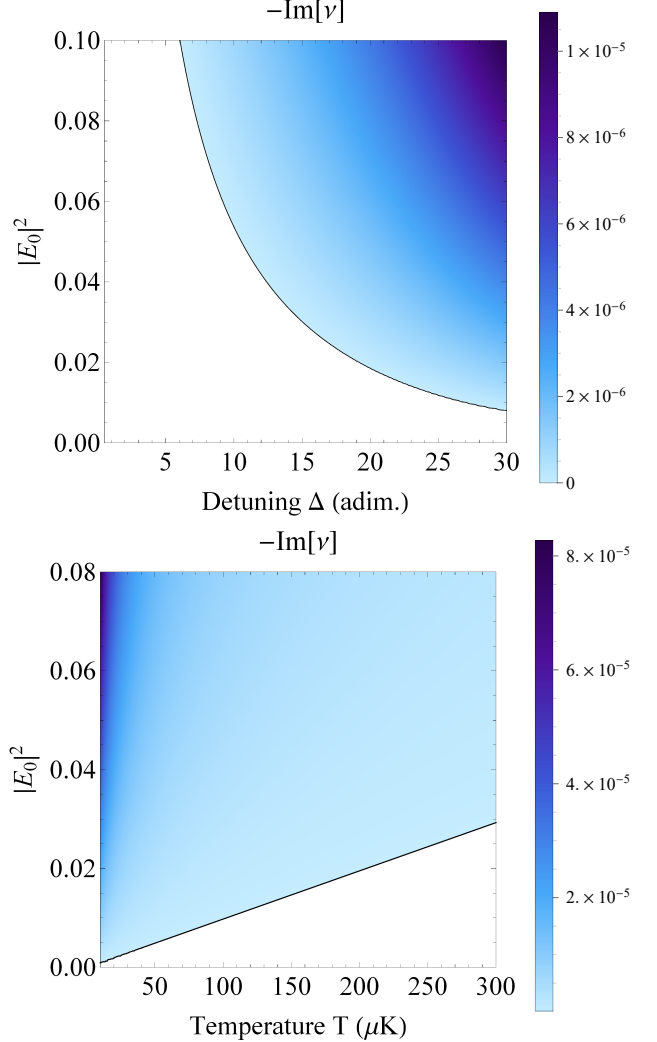 −Im[ν]
0.10
0.08
0.06
0.04
0.02
0.00
|E₀|²
5 10 15 20 25 30
Detuning Δ (adim.)
1 × 10⁻⁵
8 × 10⁻⁶
6 × 10⁻⁶
4 × 10⁻⁶
2 × 10⁻⁶
0
−Im[ν]
0.08
0.06
0.04
0.02
0.00
|E₀|²
50 100 150 200 250 300
Temperature T (μK)
8. × 10⁻⁵
6. × 10⁻⁵
4. × 10⁻⁵
2. × 10⁻⁵